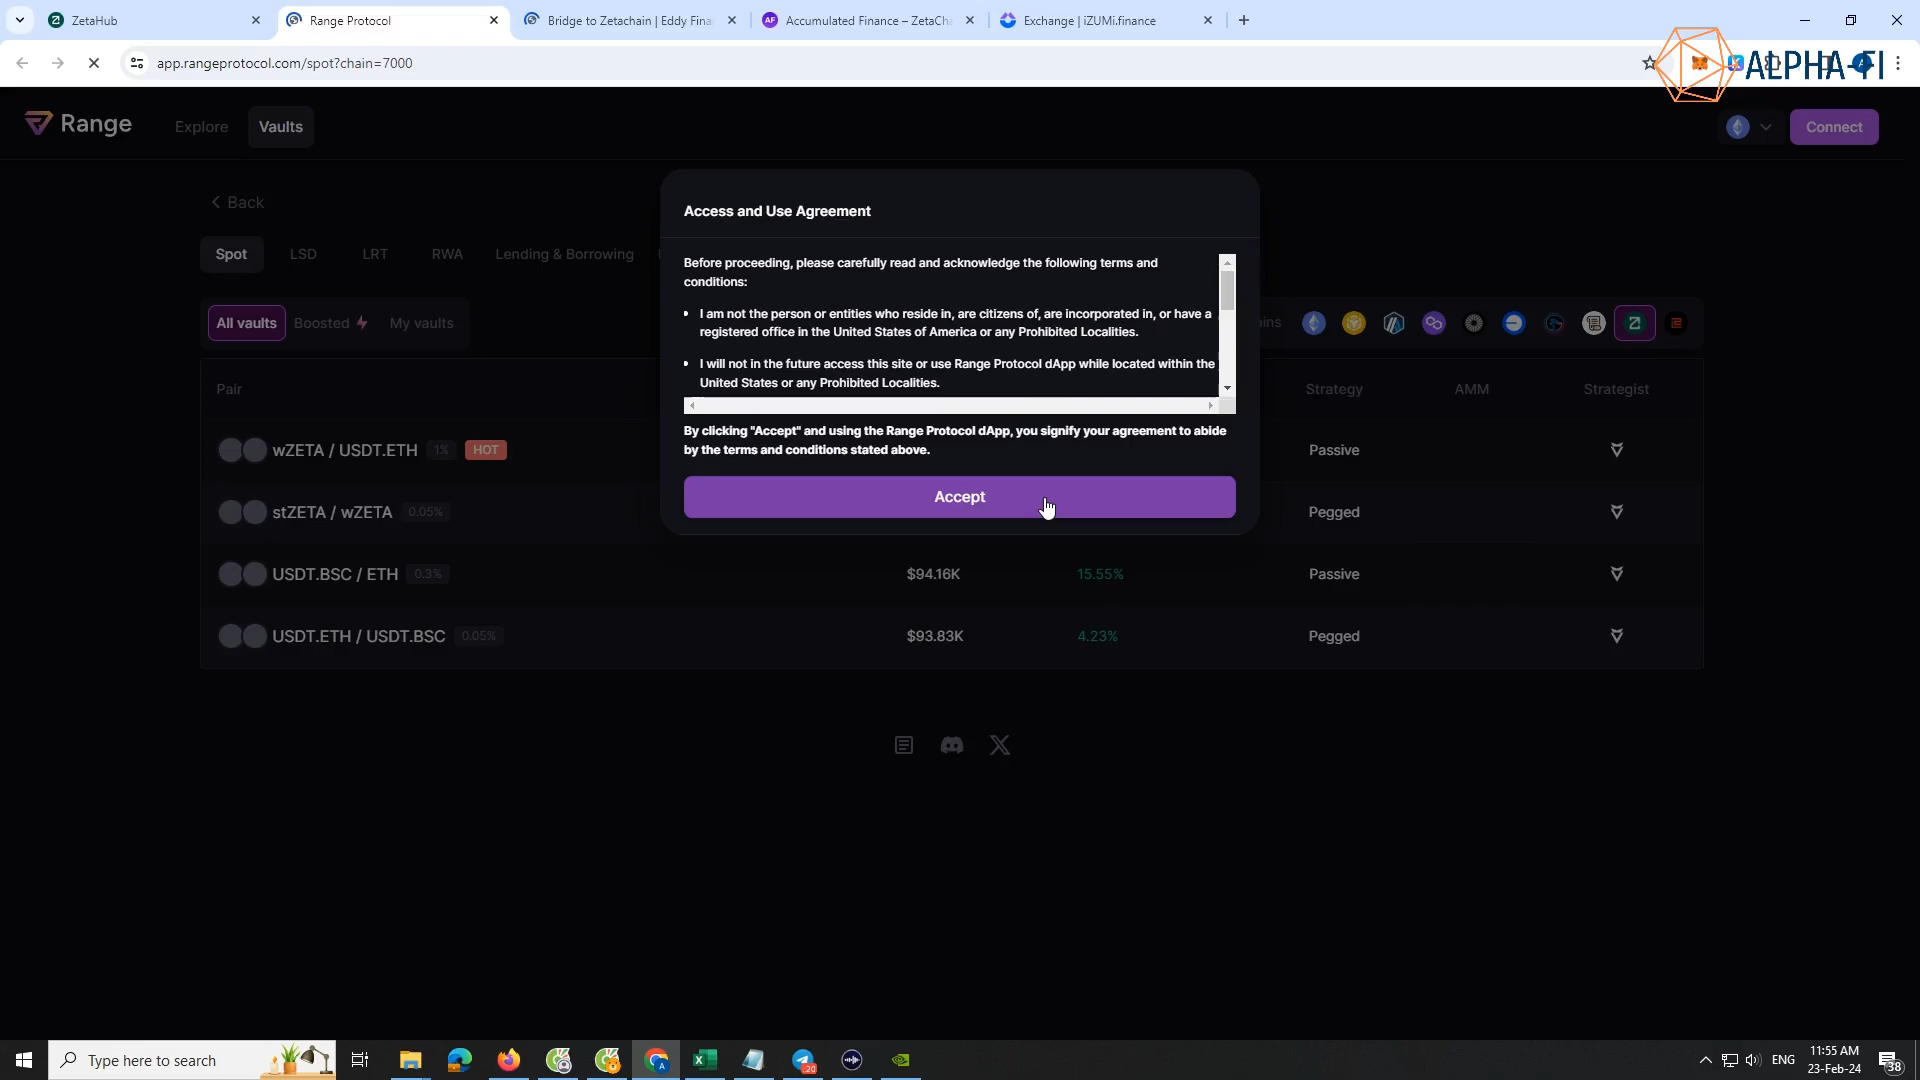 ZetaHub
Range Protocol
Bridge to Zetachain | Eddy Fina
Accumulated Finance – ZetaCha
Exchange | iZUMi.finance
app.rangeprotocol.com/spot?chain=7000
ALPHA-FI
Range
Explore
Vaults
Connect
Back
Access and Use Agreement
Spot
LSD
LRT
RWA
Lending & Borrowing
Before proceeding, please carefully read and acknowledge the following terms and
conditions:
• I am not the person or entities who reside in, are citizens of, are incorporated in, or have a
registered office in the United States of America or any Prohibited Localities.
• I will not in the future access this site or use Range Protocol dApp while located within the
United States or any Prohibited Localities.
All vaults
Boosted
My vaults
By clicking "Accept" and using the Range Protocol dApp, you signify your agreement to abide
by the terms and conditions stated above.
Accept
Pair
Strategy
AMM
Strategist
wZETA / USDT.ETH 1% HOT
Passive
stZETA / wZETA 0.05%
Pegged
USDT.BSC / ETH 0.3% $94.16K 15.55% Passive
USDT.ETH / USDT.BSC 0.05% $93.83K 4.23% Pegged
Type here to search
ENG
11:55 AM
23-Feb-24
20
38